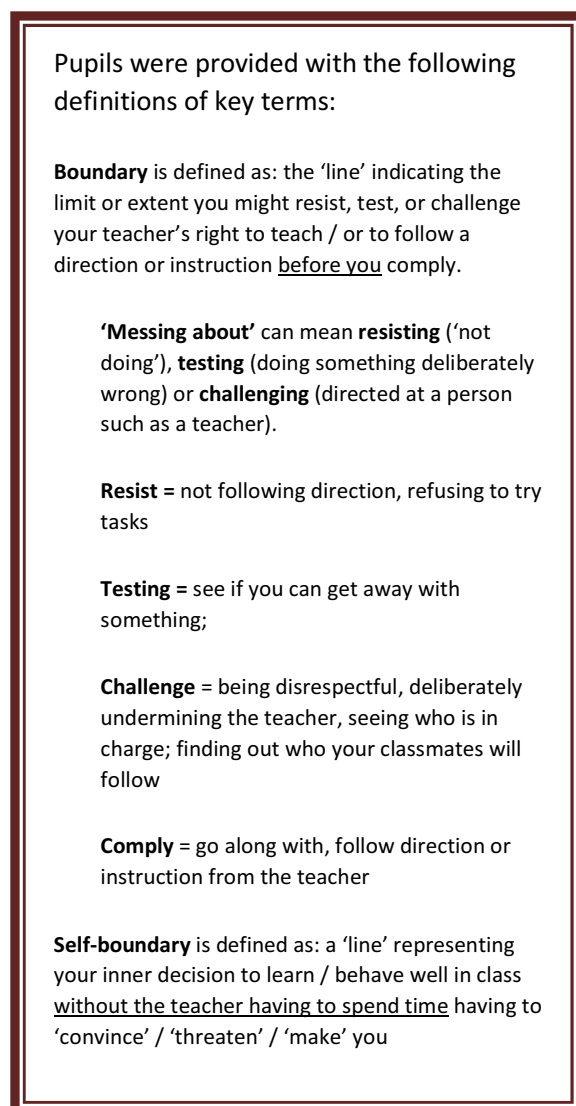 Pupils were provided with the following
definitions of key terms:
Boundary is defined as: the ‘line’ indicating the
limit or extent you might resist, test, or challenge
your teacher’s right to teach / or to follow a
direction or instruction before you comply.
‘Messing about’ can mean resisting (‘not
doing’), testing (doing something deliberately
wrong) or challenging (directed at a person
such as a teacher).
Resist = not following direction, refusing to try
tasks
Testing = see if you can get away with
something;
Challenge = being disrespectful, deliberately
undermining the teacher, seeing who is in
charge; finding out who your classmates will
follow
Comply = go along with, follow direction or
instruction from the teacher
Self-boundary is defined as: a ‘line’ representing
your inner decision to learn / behave well in class
without the teacher having to spend time having to
‘convince’ / ‘threaten’ / ‘make’ you